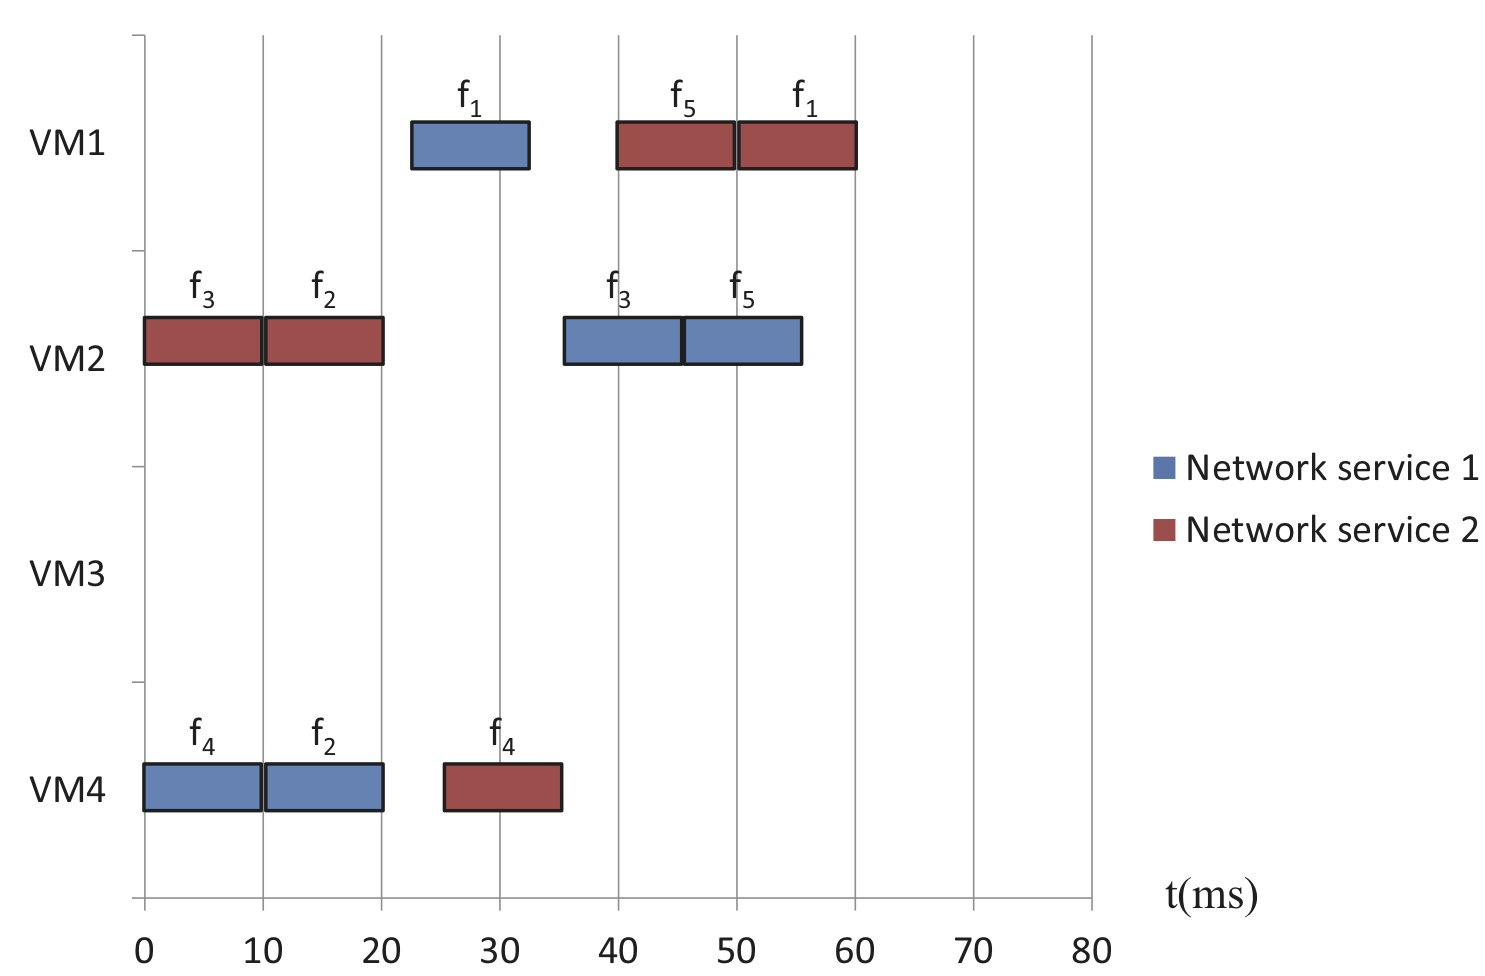 f₁ f₅ f₁
VM1
f₃ f₂ f₃ f₅
VM2
Network service 1
Network service 2
VM3
f₄ f₂ f₄
VM4
t(ms)
0 10 20 30 40 50 60 70 80